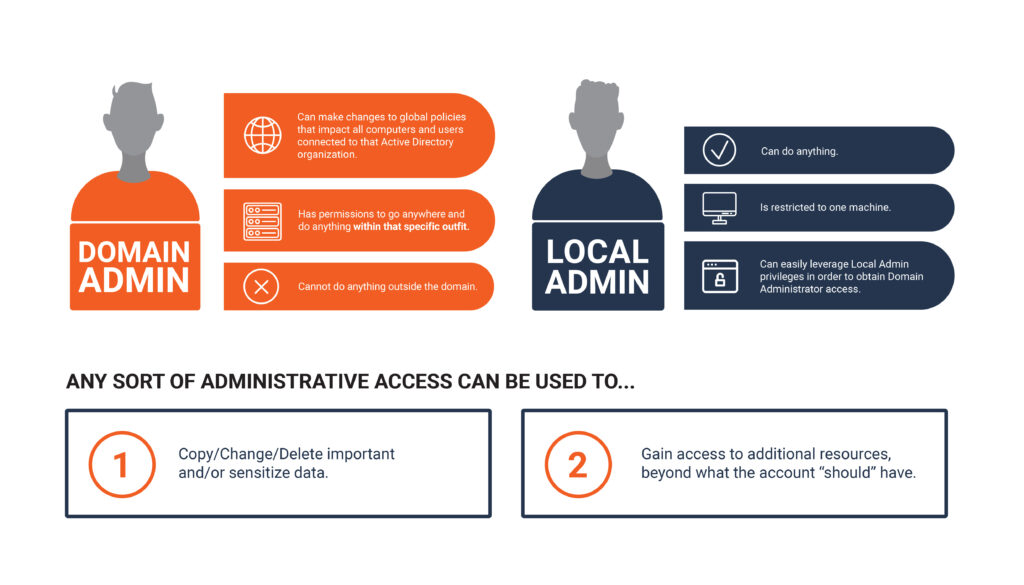 DOMAIN
ADMIN
Can make changes to global policies
that impact all computers and users
connected to that Active Directory
organization.
Has permissions to go anywhere and
do anything within that specific outfit.
Cannot do anything outside the domain.
LOCAL
ADMIN
Can do anything.
Is restricted to one machine.
Can easily leverage Local Admin
privileges in order to obtain Domain
Administrator access.
ANY SORT OF ADMINISTRATIVE ACCESS CAN BE USED TO...
1
Copy/Change/Delete important
and/or sensitize data.
2
Gain access to additional resources,
beyond what the account “should” have.